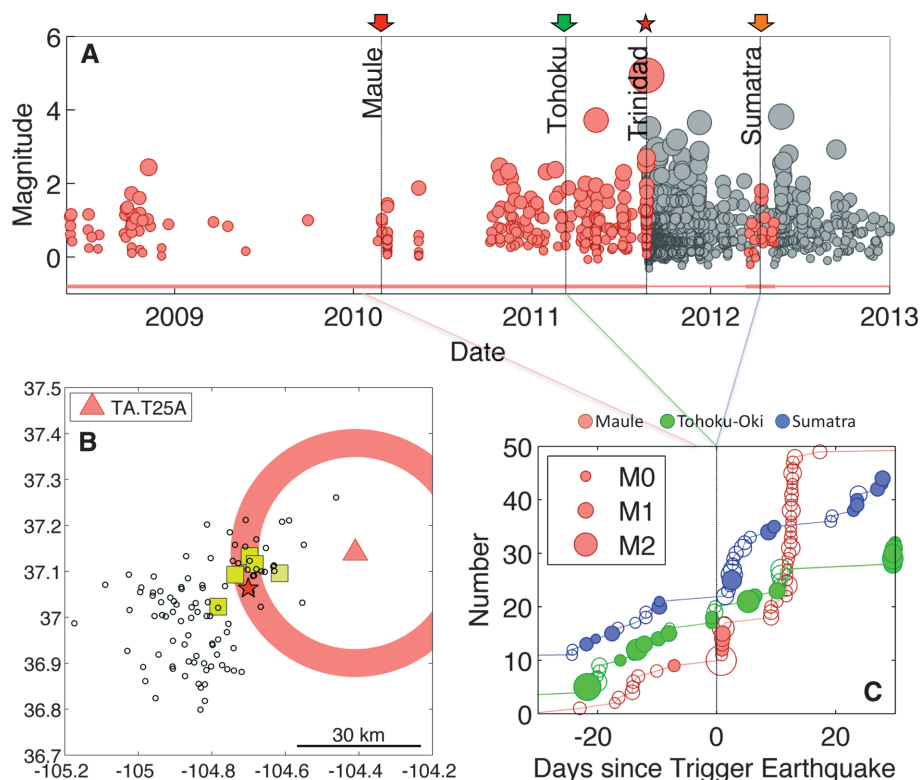 A
Maule
Tohoku
Trinidad
Sumatra
Magnitude
6
4
2
0
2009
2010
2011
2012
2013
Date
B
TA.T25A
37.5
37.4
37.3
37.2
37.1
37
36.9
36.8
36.7
-105.2
-105
-104.8
-104.6
-104.4
-104.2
30 km
Maule
Tohoku-Oki
Sumatra
M0
M1
M2
Number
50
40
30
20
10
0
-20
0
20
C
Days since Trigger Earthquake